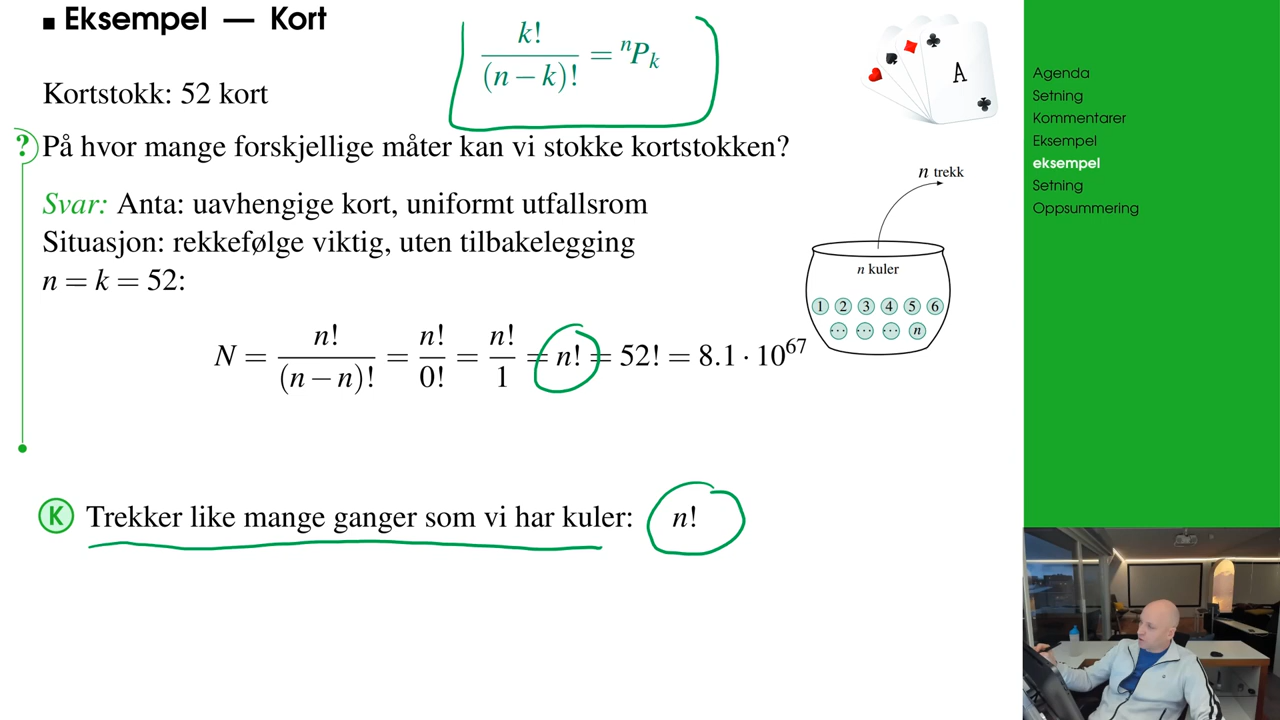 Eksempel — Kort
k!/(n − k)! = ⁿPₖ
A
Kortstokk: 52 kort
? På hvor mange forskjellige måter kan vi stokke kortstokken?
Svar: Anta: uavhengige kort, uniformt utfallsrom
Situasjon: rekkefølge viktig, uten tilbakelegging
n = k = 52:
N = n!/(n − n)! = n!/0! = n!/1 = n! = 52! = 8.1 · 10⁶⁷
n trekk
n kuler
1 2 3 4 5 6
... ... ... n
K Trekker like mange ganger som vi har kuler: n!
Agenda
Setning
Kommentarer
Eksempel
eksempel
Setning
Oppsummering